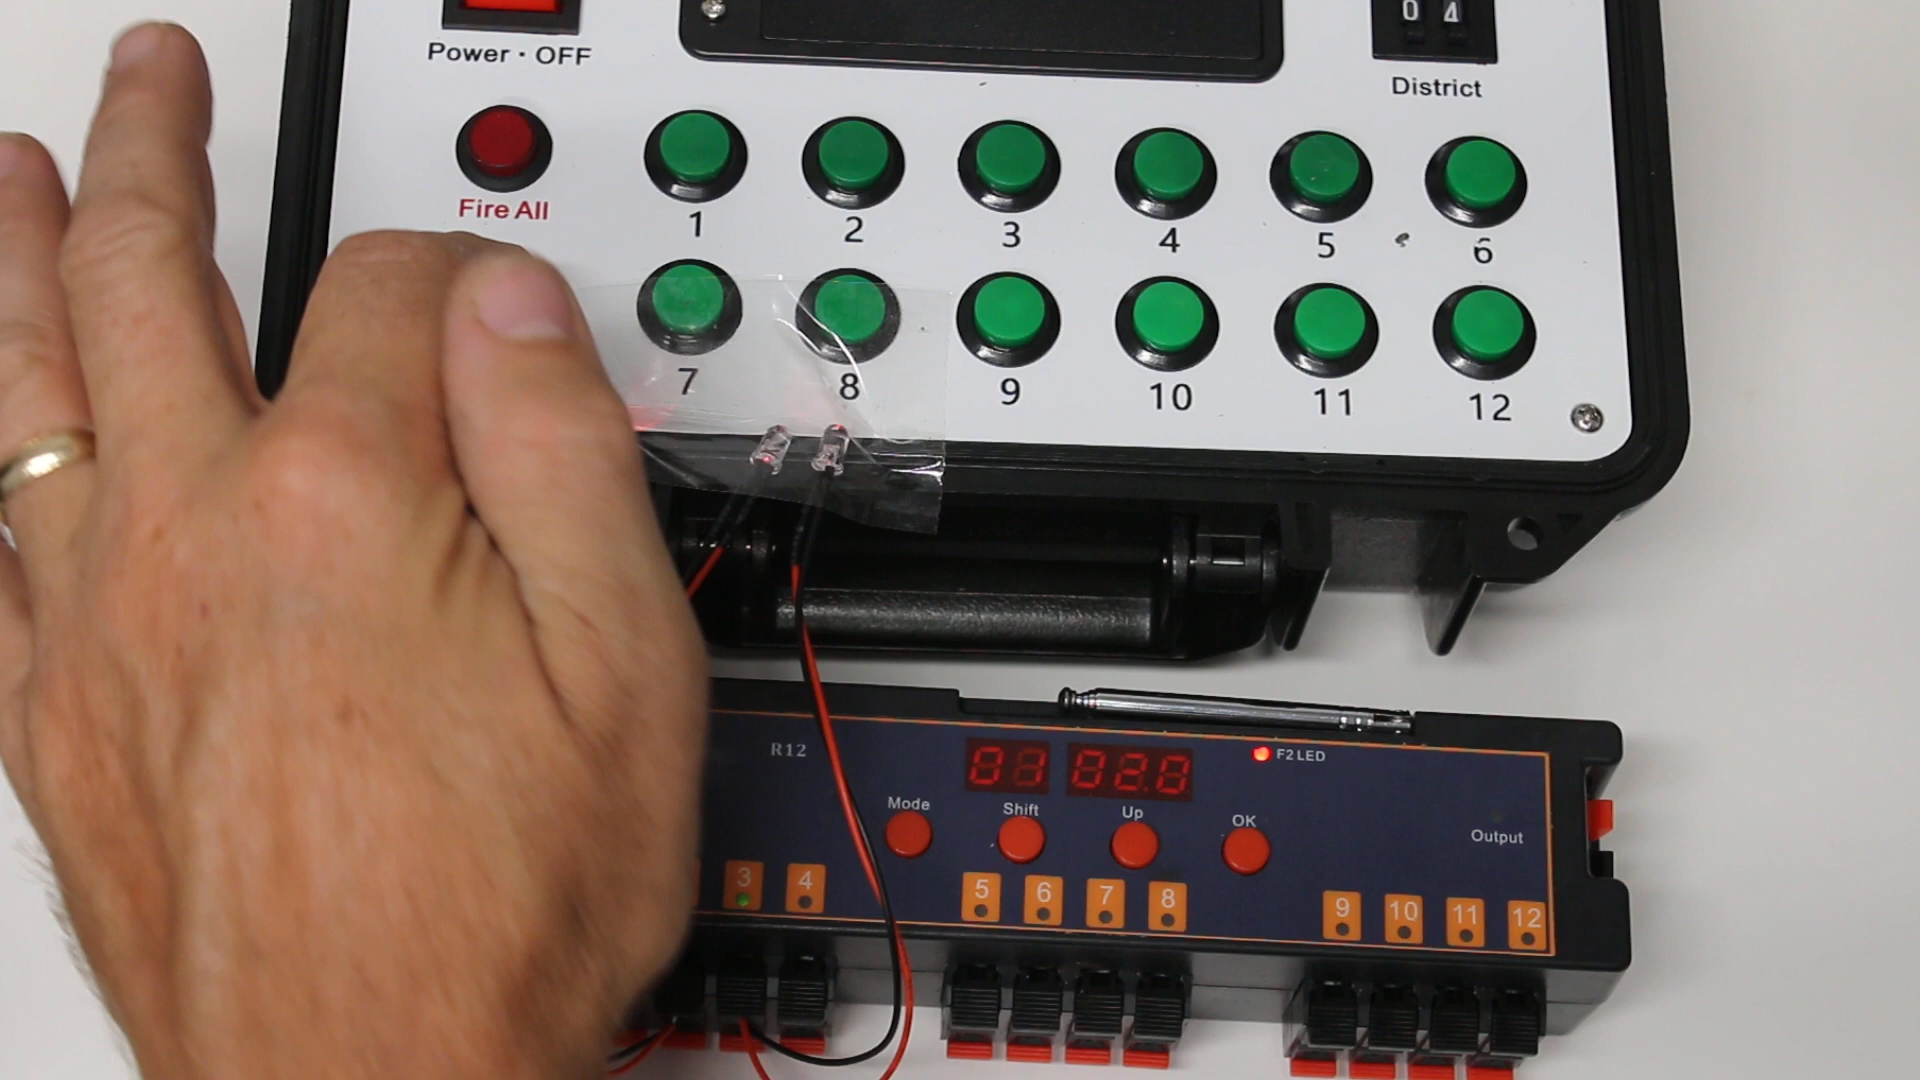 04
Power · OFF
District
Fire All
1 2 3 4 5 6
7 8 9 10 11 12
R12
F2 LED
Mode Shift Up OK
Output
3 4 5 6 7 8 9 10 11 12